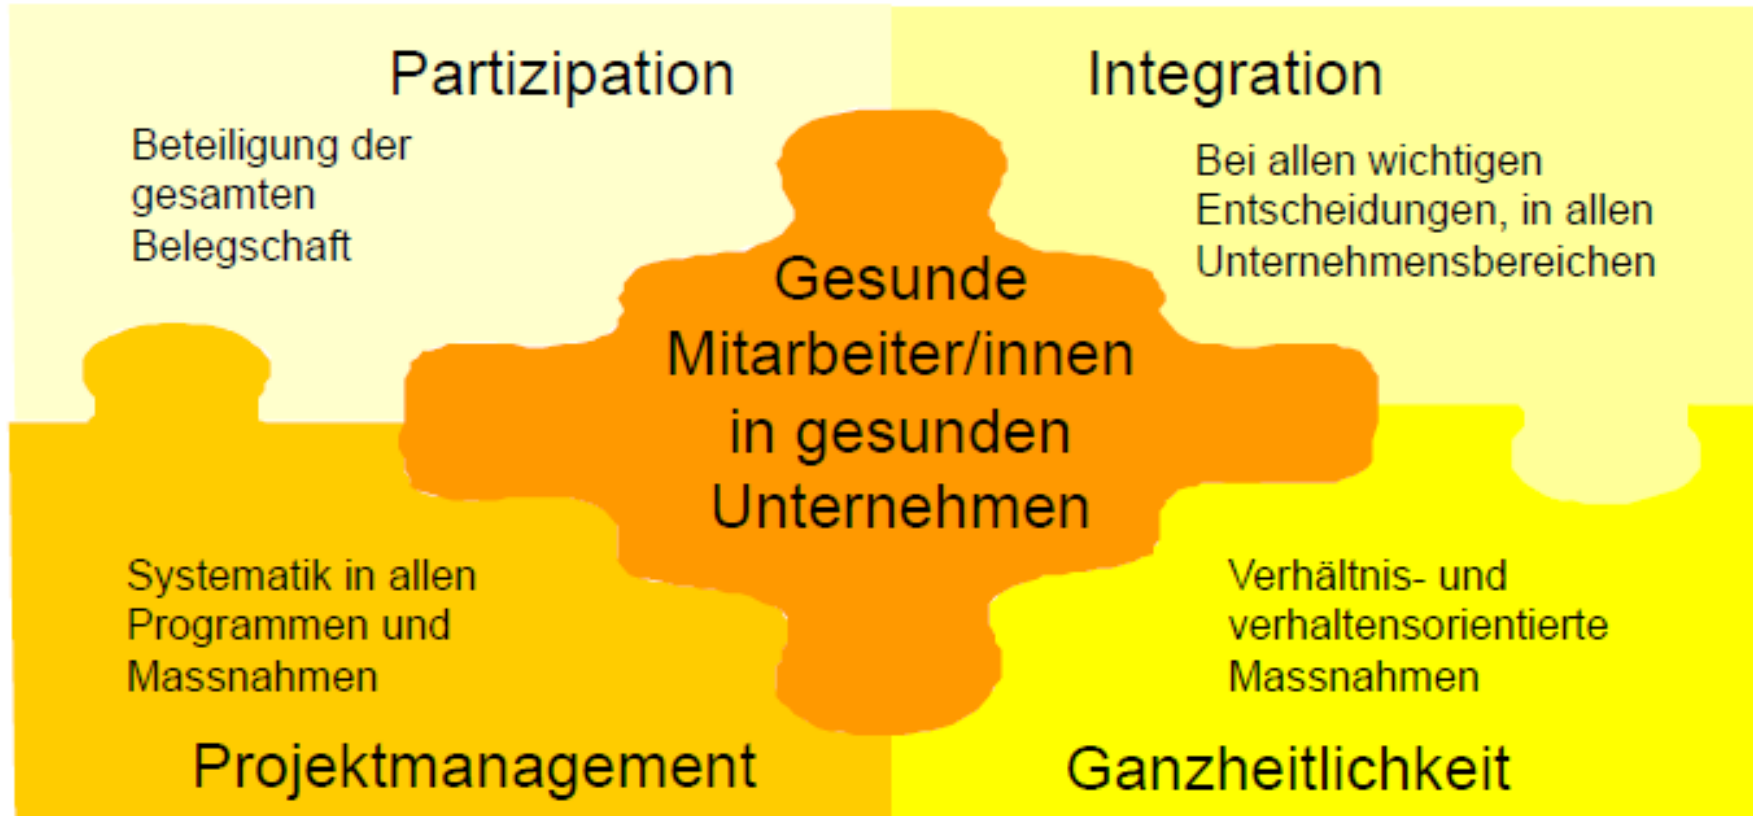 Partizipation
Beteiligung der
gesamten
Belegschaft
Integration
Bei allen wichtigen
Entscheidungen, in allen
Unternehmensbereichen
Gesunde
Mitarbeiter/innen
in gesunden
Unternehmen
Systematik in allen
Programmen und
Massnahmen
Projektmanagement
Verhältnis- und
verhaltensorientierte
Massnahmen
Ganzheitlichkeit